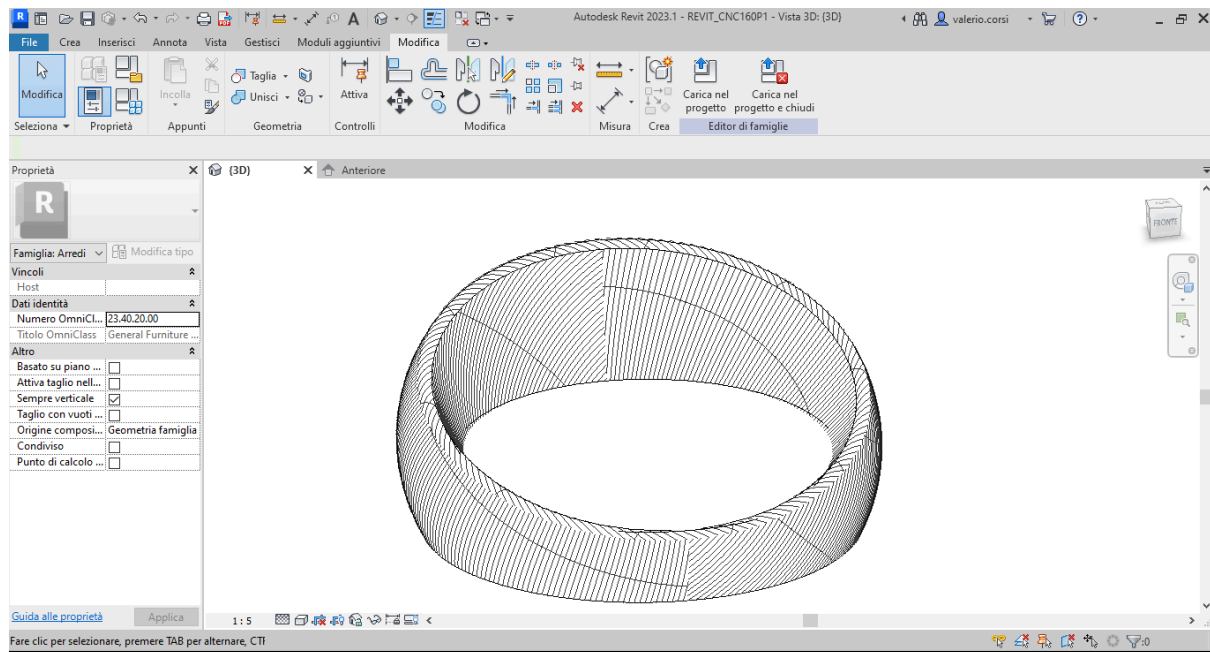 Autodesk Revit 2023.1 - REVIT_CNC160P1 - Vista 3D: {3D}
valerio.corsi
File Crea Inserisci Annota Vista Gestisci Moduli aggiuntivi Modifica
Modifica
Incolla
Taglia
Unisci
Attiva
Carica nel
progetto
Carica nel
progetto e chiudi
Seleziona Proprietà Appunti Geometria Controlli Modifica Misura Crea Editor di famiglie
Proprietà
{3D}
Anteriore
R
Famiglia: Arredi
Modifica tipo
Vincoli
Host
Dati identità
Numero OmniCl... 23.40.20.00
Titolo OmniClass General Furniture ...
Altro
Basato su piano ...
Attiva taglio nell...
Sempre verticale
Taglio con vuoti ...
Origine composi... Geometria famiglia
Condiviso
Punto di calcolo ...
FRONTE
Guida alle proprietà
Applica
1 : 5
Fare clic per selezionare, premere TAB per alternare, CTR
:0